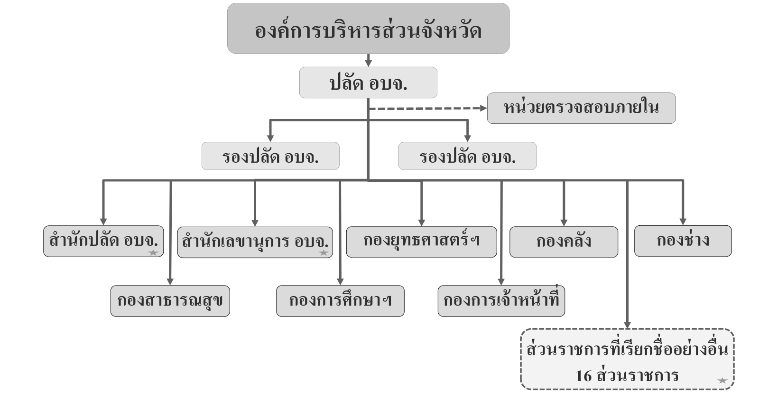 องค์การบริหารส่วนจังหวัด
ปลัด อบจ.
หน่วยตรวจสอบภายใน
รองปลัด อบจ.
รองปลัด อบจ.
สำนักปลัด อบจ.
สำนักเลขานุการ อบจ.
กองยุทธศาสตร์ฯ
กองคลัง
กองช่าง
กองสาธารณสุข
กองการศึกษาฯ
กองการเจ้าหน้าที่
ส่วนราชการที่เรียกชื่ออย่างอื่น
16 ส่วนราชการ